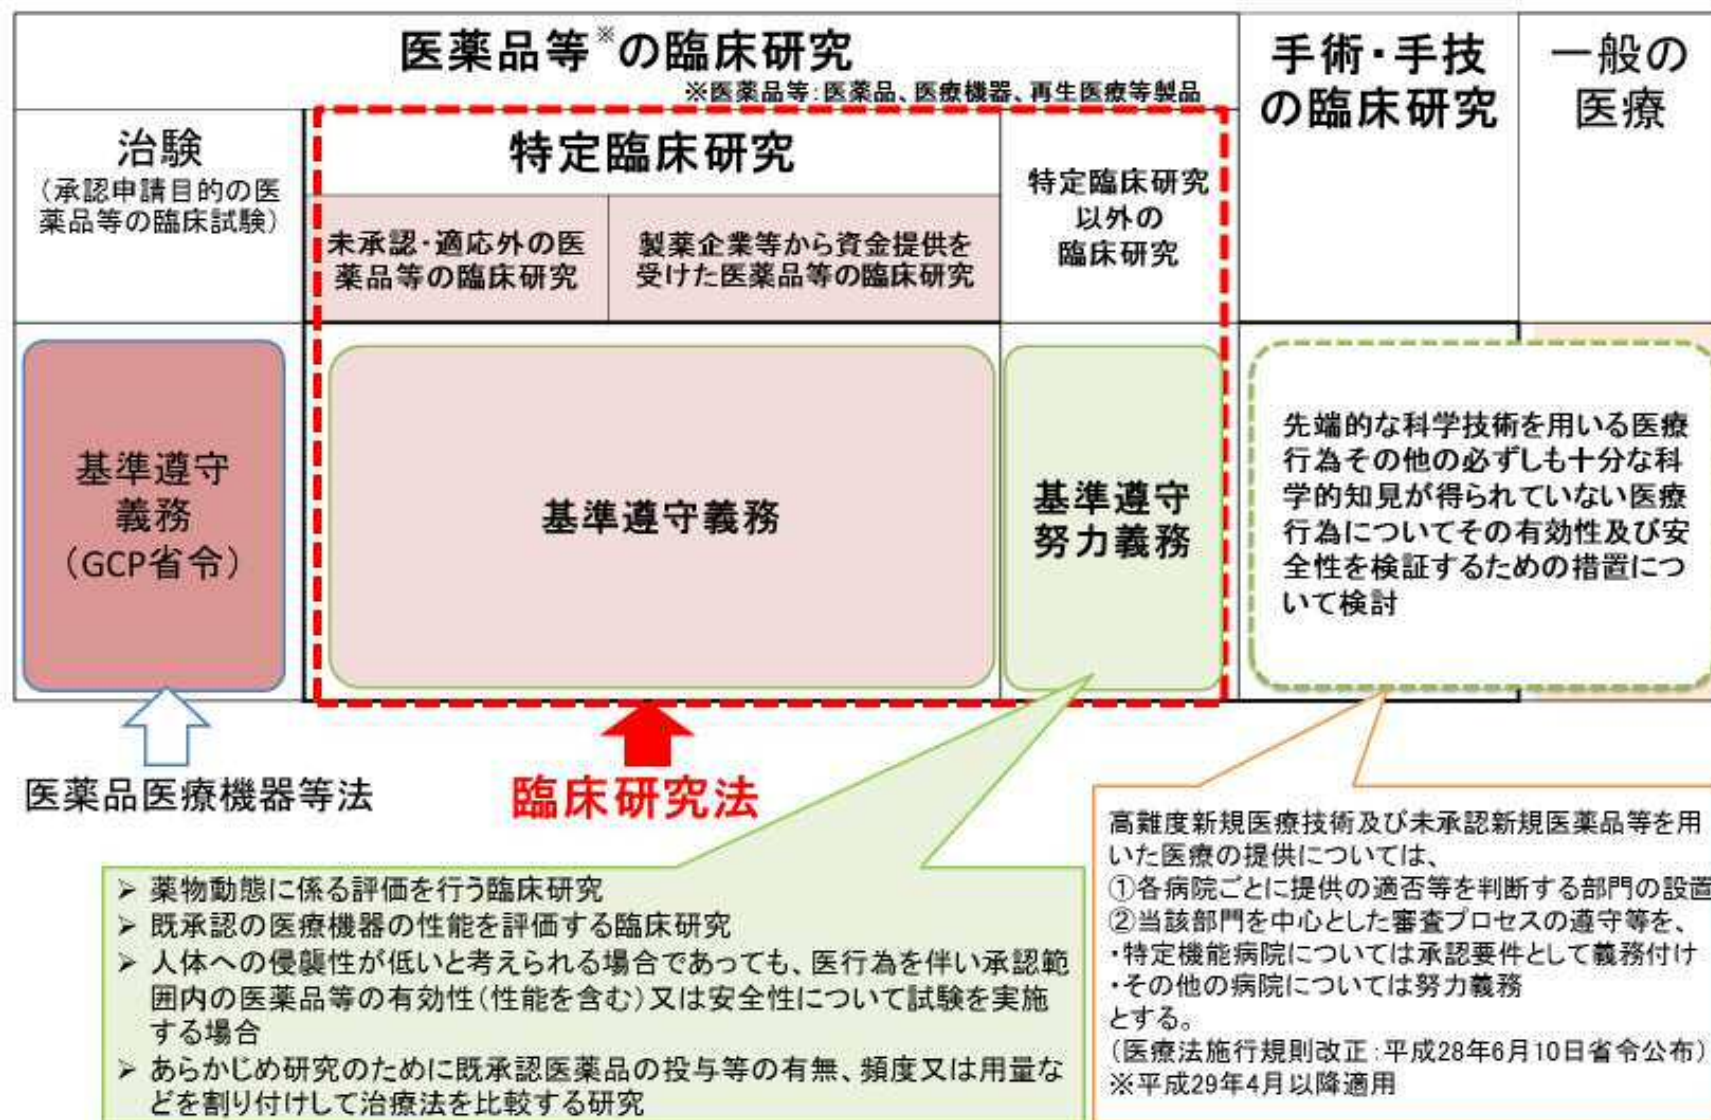 医薬品等※の臨床研究
※医薬品等：医薬品、医療機器、再生医療等製品
手術・手技
の臨床研究
一般の
医療
治験
（承認申請目的の医
薬品等の臨床試験）
特定臨床研究
未承認・適応外の医
薬品等の臨床研究
製薬企業等から資金提供を
受けた医薬品等の臨床研究
特定臨床研究
以外の
臨床研究
基準遵守
義務
（GCP省令）
基準遵守義務
基準遵守
努力義務
先端的な科学技術を用いる医療
行為その他の必ずしも十分な科
学的知見が得られていない医療
行為についてその有効性及び安
全性を検証するための措置につ
いて検討
医薬品医療機器等法
臨床研究法
➢ 薬物動態に係る評価を行う臨床研究
➢ 既承認の医療機器の性能を評価する臨床研究
➢ 人体への侵襲性が低いと考えられる場合であっても、医行為を伴い承認範
囲内の医薬品等の有効性（性能を含む）又は安全性について試験を実施
する場合
➢ あらかじめ研究のために既承認医薬品の投与等の有無、頻度又は用量な
どを割り付けして治療法を比較する研究
高難度新規医療技術及び未承認新規医薬品等を用
いた医療の提供については、
①各病院ごとに提供の適否等を判断する部門の設置
②当該部門を中心とした審査プロセスの遵守等を、
・特定機能病院については承認要件として義務付け
・その他の病院については努力義務
とする。
（医療法施行規則改正：平成28年6月10日省令公布）
※平成29年4月以降適用